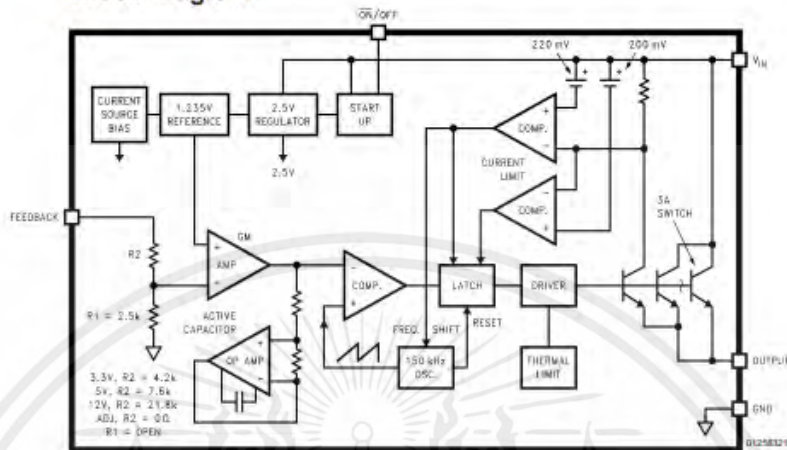 ON/OFF
220 mV
200 mV
VIN
CURRENT
SOURCE
BIAS
1.235V
REFERENCE
2.5V
REGULATOR
START
UP
2.5V
+
COMP.
-
CURRENT
LIMIT
-
COMP.
+
3A
SWITCH
FEEDBACK
R2
R1 = 2.5k
GM
+
AMP
-
-
COMP.
+
LATCH
DRIVER
ACTIVE
CAPACITOR
+
OP AMP
-
FREQ. SHIFT
RESET
150 kHz
OSC.
THERMAL
LIMIT
3.3V, R2 = 4.2k
5V, R2 = 7.6k
12V, R2 = 21.8k
ADJ, R2 = 0Ω
R1 = OPEN
OUTPUT
GND
01258321